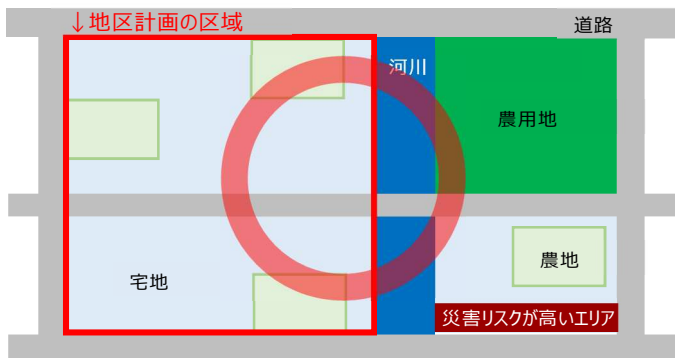 ↓地区計画の区域
道路
河川
農用地
宅地
農地
災害リスクが高いエリア